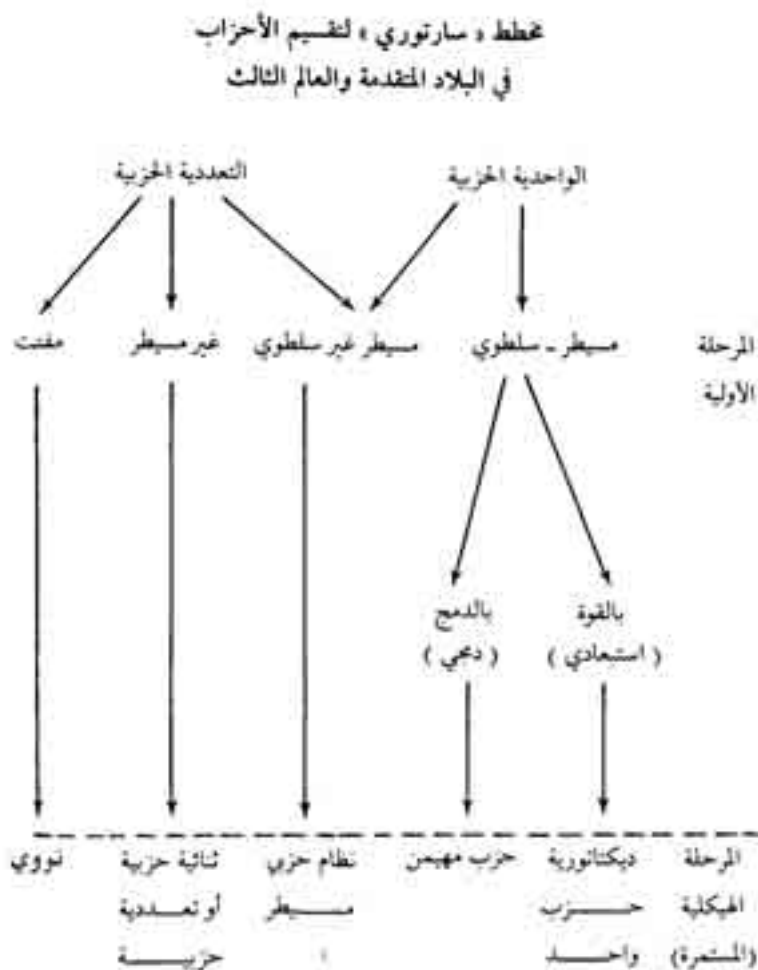 مخطط « سارتوري » لتقسيم الأحزاب
في البلاد المتقدمة والعالم الثالث
الواحدية الحزبية
التعددية الحزبية
المرحلة
الأولية
مسيطر ـ سلطوي
مسيطر غير سلطوي
غير مسيطر
مفتت
بالقوة
( استبعادي )
بالدمج
( دمجي )
المرحلة
الهيكلية
(المستمرة)
ديكتاتورية
حزب
واحد
حزب مهيمن
نظام حزبي
مسيطر
ثنائية حزبية
أو تعددية
حزبية
نووي